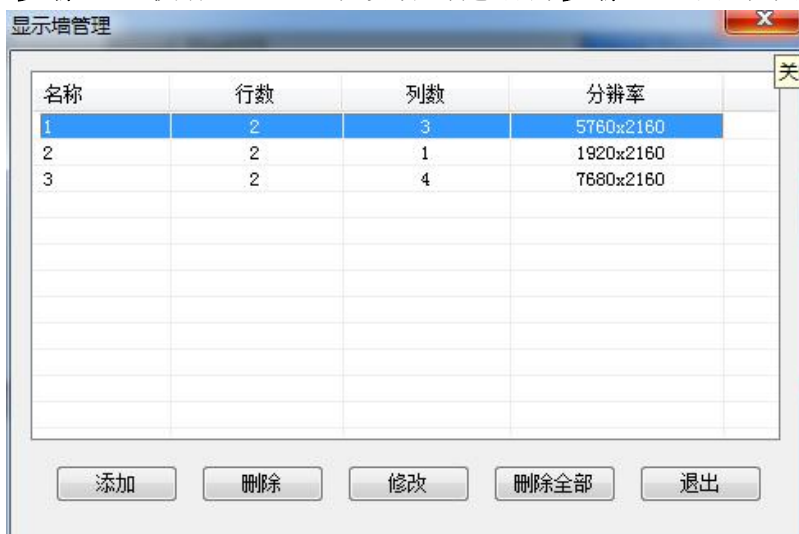 显示墙管理
关
名称 行数 列数 分辨率
1 2 3 5760x2160
2 2 1 1920x2160
3 2 4 7680x2160
添加 删除 修改 删除全部 退出